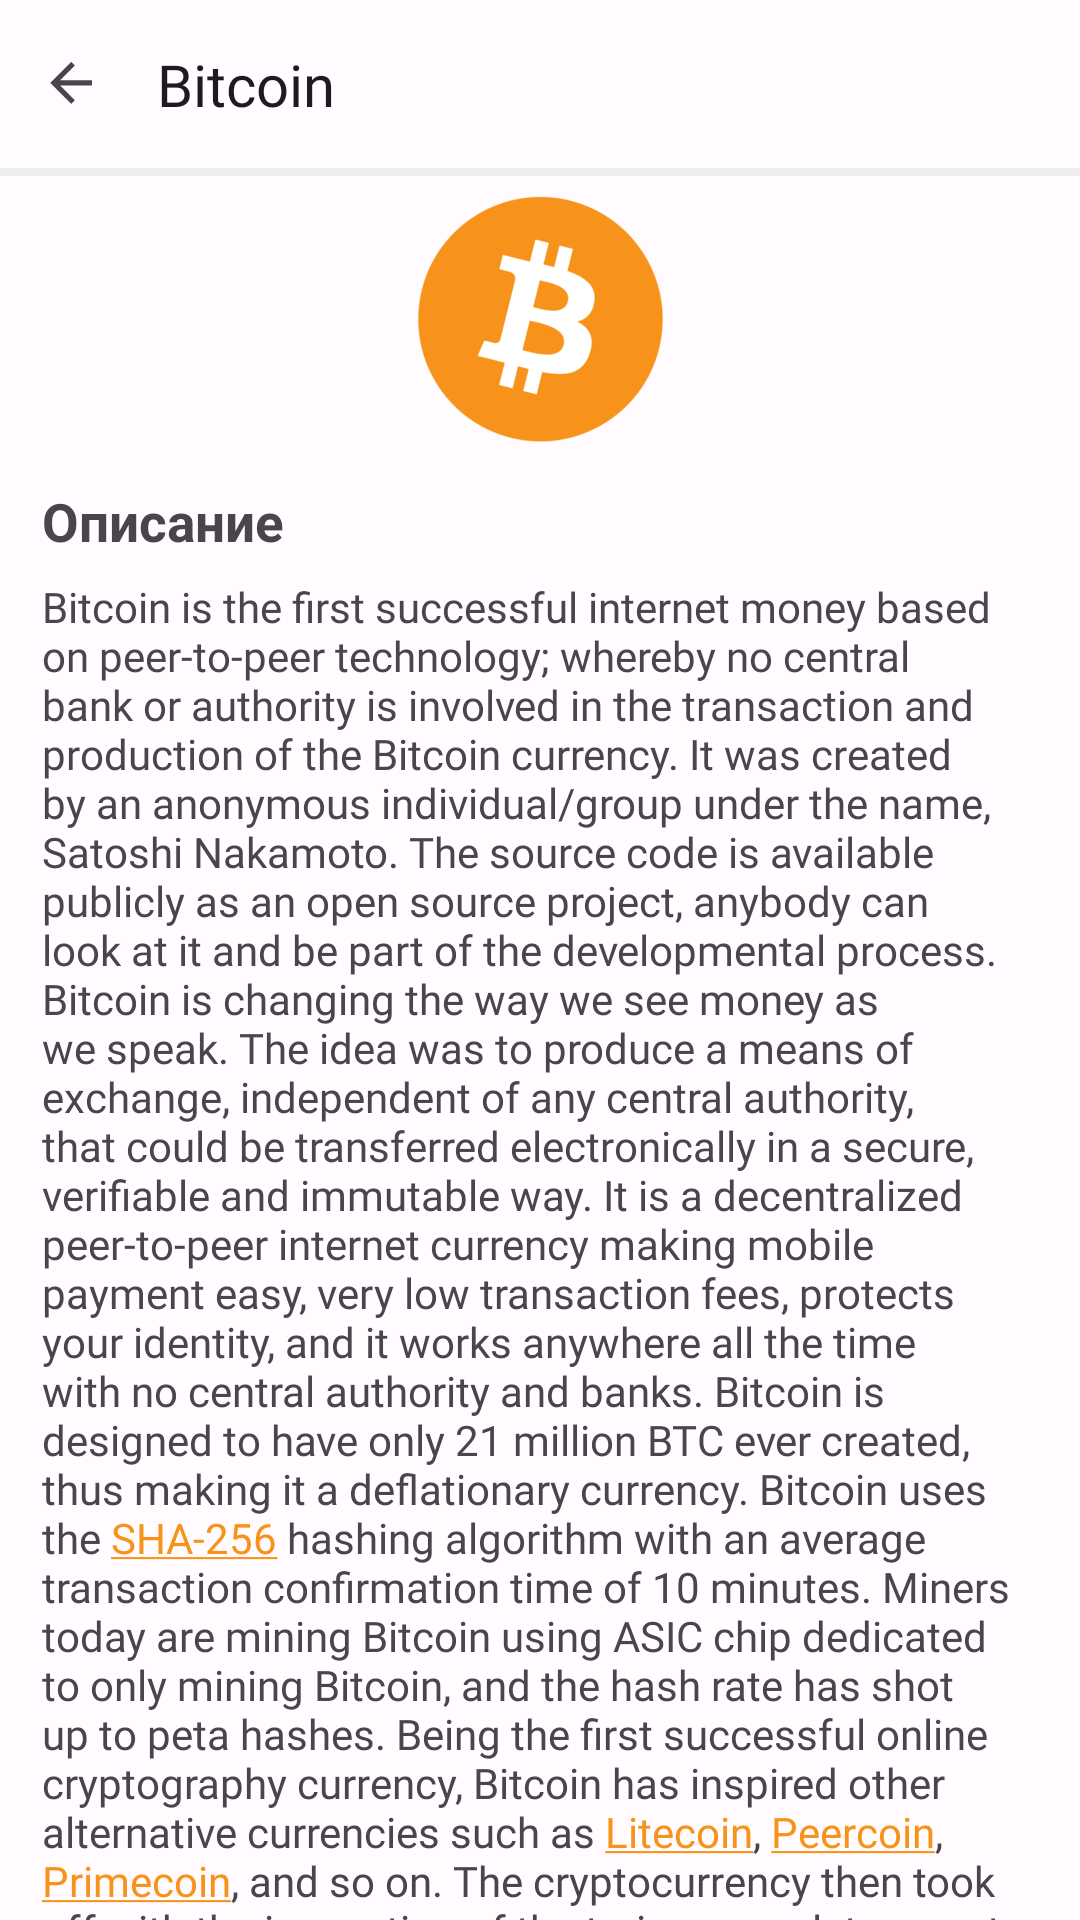 Bitcoin
Описание
Bitcoin is the first successful internet money based
on peer-to-peer technology; whereby no central
bank or authority is involved in the transaction and
production of the Bitcoin currency. It was created
by an anonymous individual/group under the name,
Satoshi Nakamoto. The source code is available
publicly as an open source project, anybody can
look at it and be part of the developmental process.
Bitcoin is changing the way we see money as
we speak. The idea was to produce a means of
exchange, independent of any central authority,
that could be transferred electronically in a secure,
verifiable and immutable way. It is a decentralized
peer-to-peer internet currency making mobile
payment easy, very low transaction fees, protects
your identity, and it works anywhere all the time
with no central authority and banks. Bitcoin is
designed to have only 21 million BTC ever created,
thus making it a deflationary currency. Bitcoin uses
the SHA-256 hashing algorithm with an average
transaction confirmation time of 10 minutes. Miners
today are mining Bitcoin using ASIC chip dedicated
to only mining Bitcoin, and the hash rate has shot
up to peta hashes. Being the first successful online
cryptography currency, Bitcoin has inspired other
alternative currencies such as Litecoin, Peercoin,
Primecoin, and so on. The cryptocurrency then took